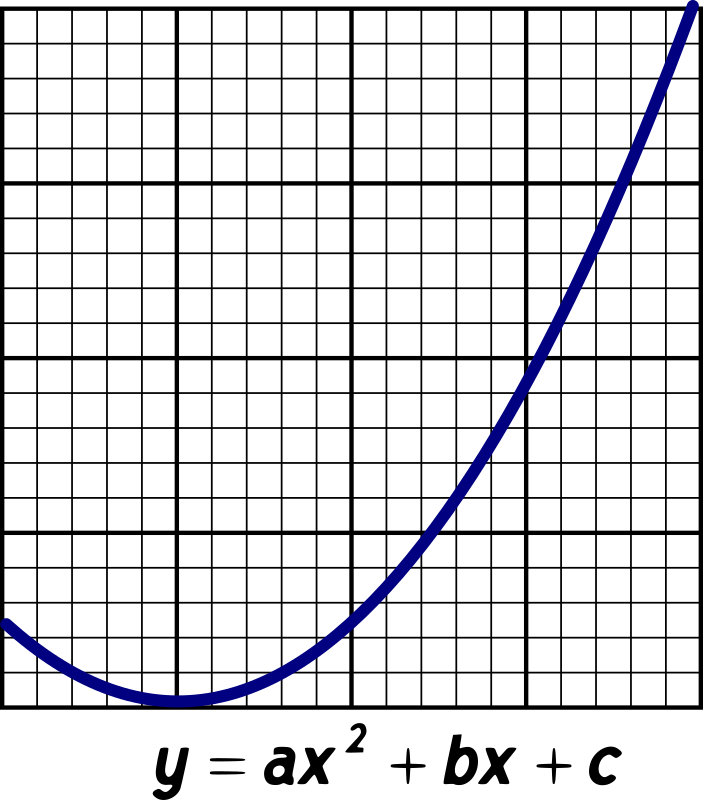 y = ax² + bx + c